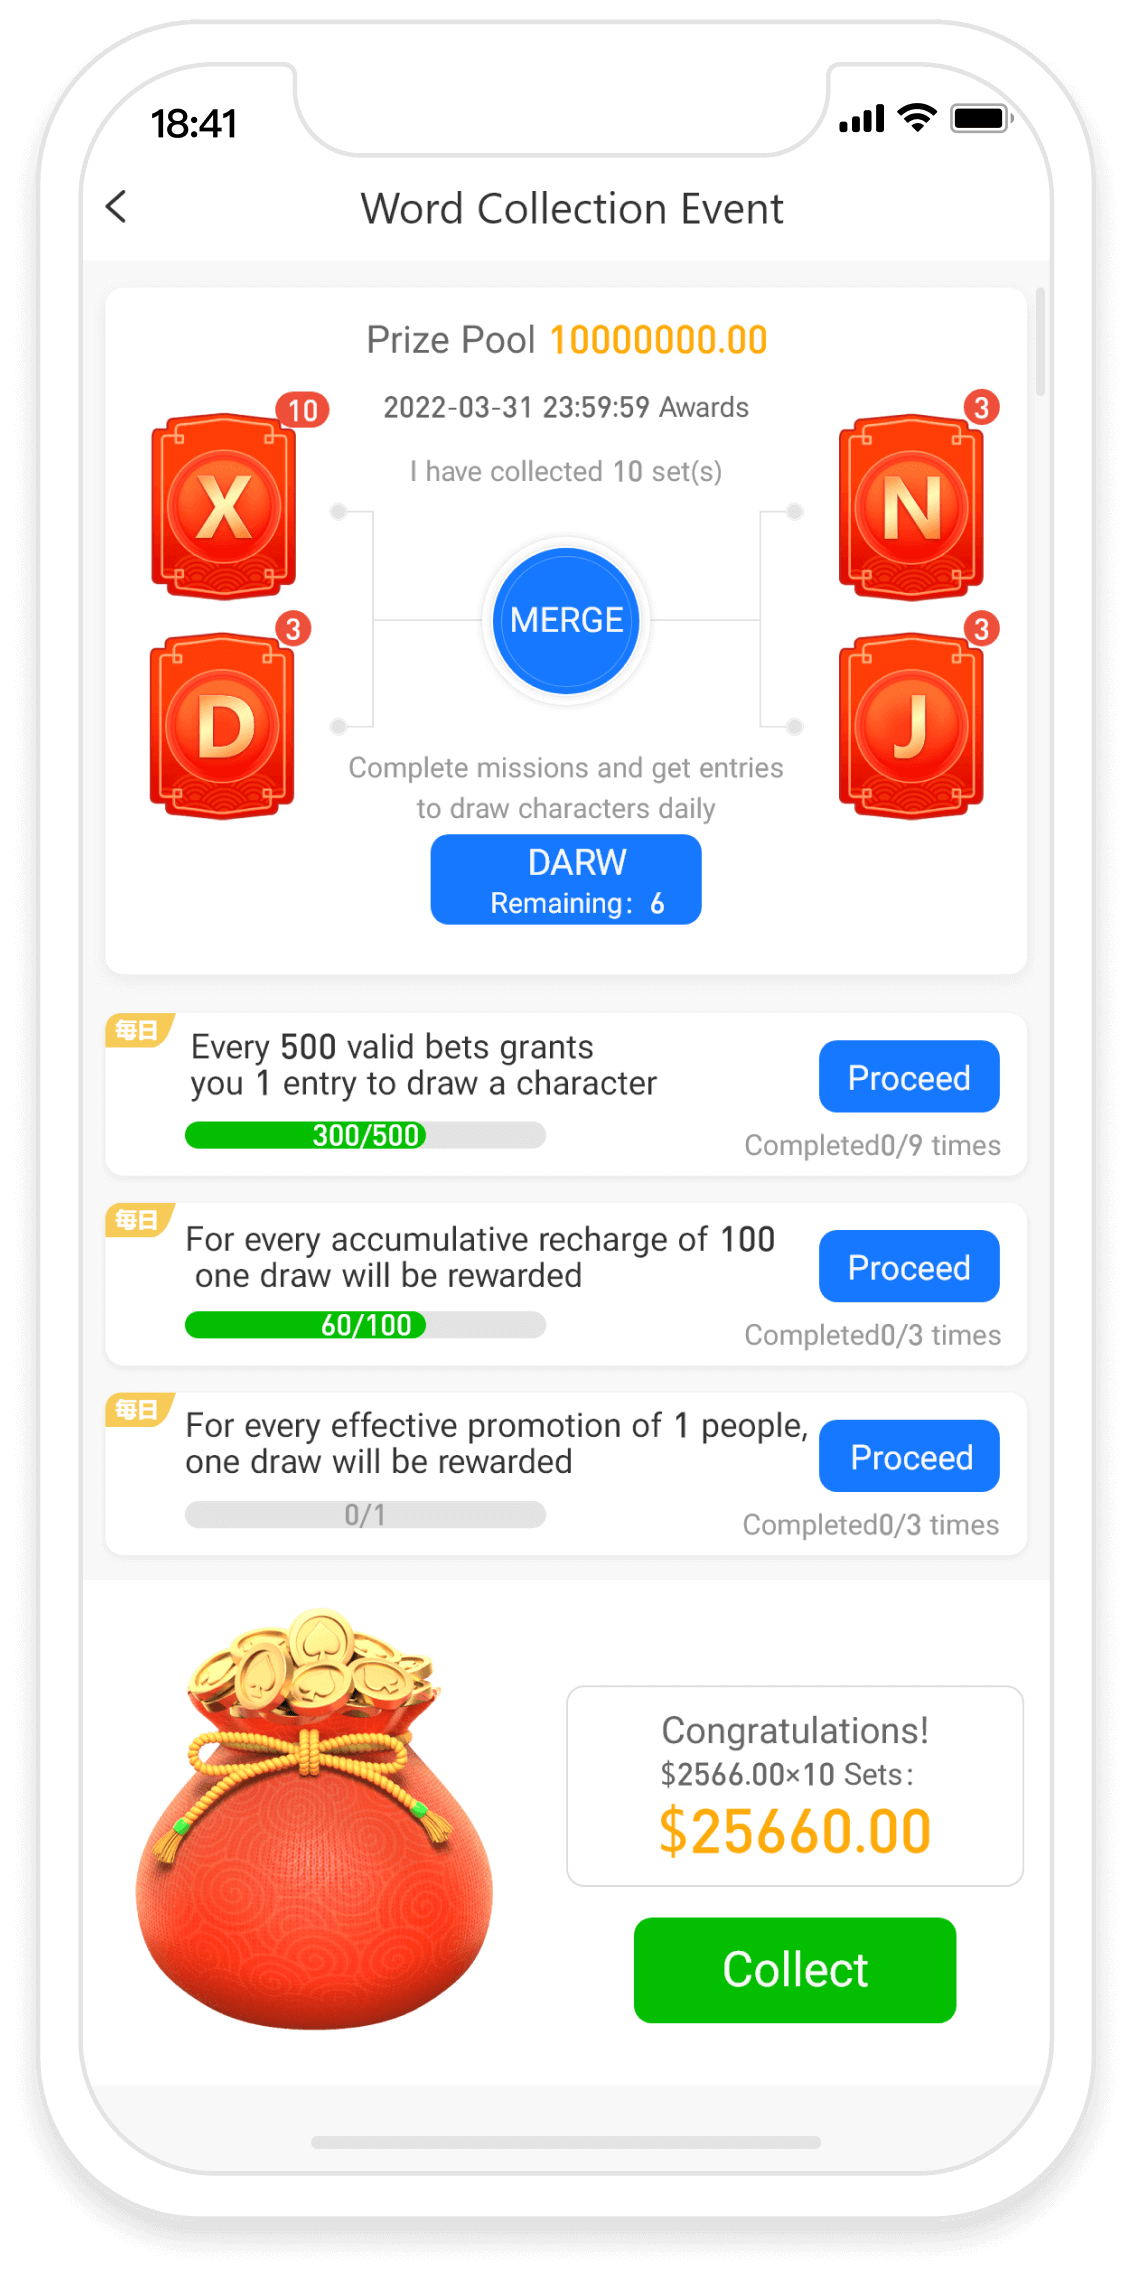 18:41
Word Collection Event
Prize Pool 10000000.00
2022-03-31 23:59:59 Awards
I have collected 10 set(s)
X 10
N 3
MERGE
D 3
J 3
Complete missions and get entries
to draw characters daily
DARW
Remaining: 6
每日
Every 500 valid bets grants
you 1 entry to draw a character
300/500
Proceed
Completed0/9 times
每日
For every accumulative recharge of 100
one draw will be rewarded
60/100
Proceed
Completed0/3 times
每日
For every effective promotion of 1 people,
one draw will be rewarded
0/1
Proceed
Completed0/3 times
Congratulations!
$2566.00×10 Sets:
$25660.00
Collect